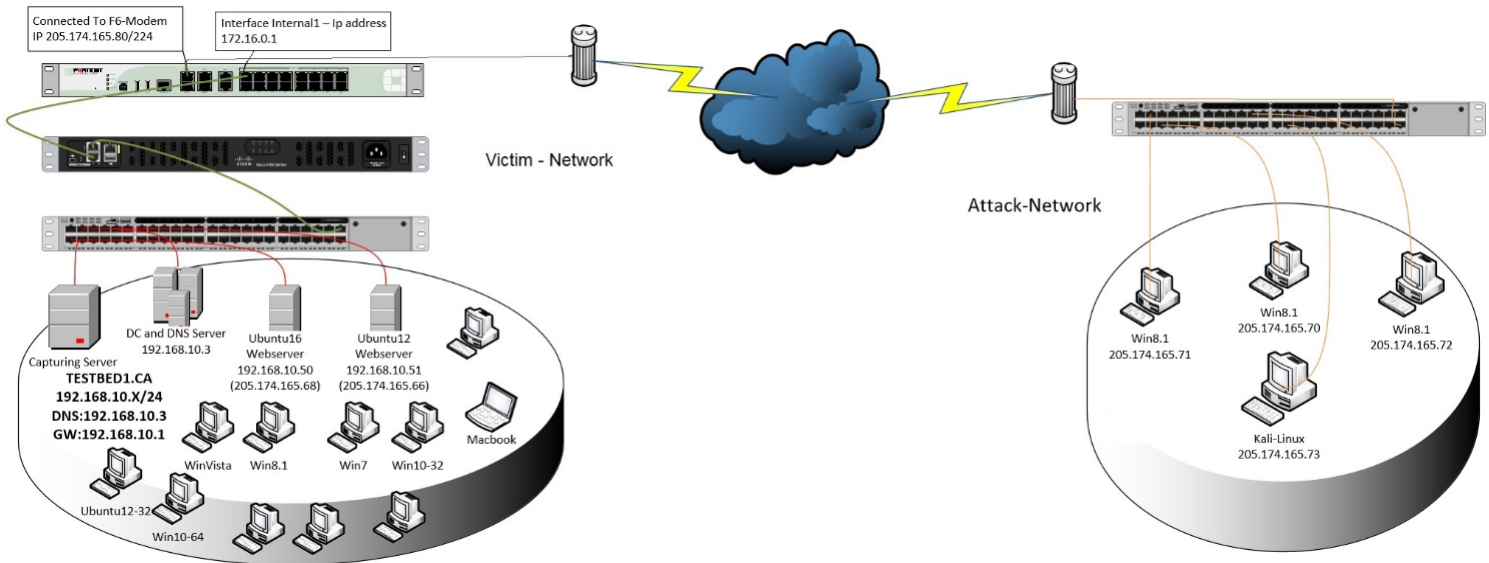 Connected To F6-Modem
IP 205.174.165.80/224
Interface Internal1 – Ip address
172.16.0.1
Victim - Network
Attack-Network
Capturing Server
DC and DNS Server
192.168.10.3
Ubuntu16
Webserver
192.168.10.50
(205.174.165.68)
Ubuntu12
Webserver
192.168.10.51
(205.174.165.66)
TESTBED1.CA
192.168.10.X/24
DNS:192.168.10.3
GW:192.168.10.1
WinVista
Win8.1
Win7
Win10-32
Macbook
Ubuntu12-32
Win10-64
Win8.1
205.174.165.71
Win8.1
205.174.165.70
Win8.1
205.174.165.72
Kali-Linux
205.174.165.73